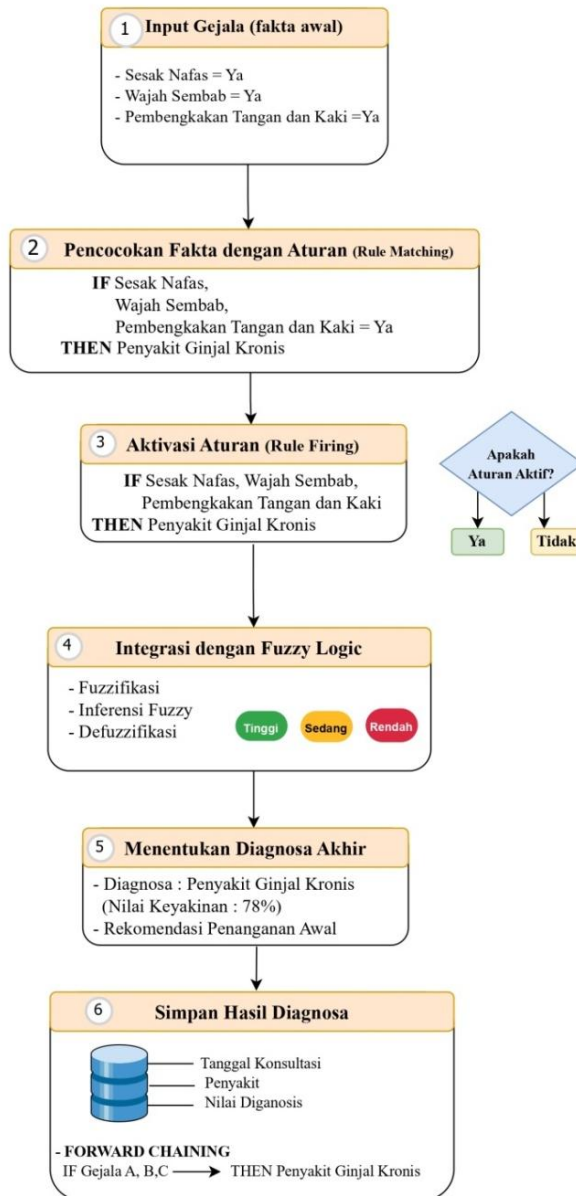 1 Input Gejala (fakta awal)
- Sesak Nafas = Ya
- Wajah Sembab = Ya
- Pembengkakan Tangan dan Kaki =Ya
2 Pencocokan Fakta dengan Aturan (Rule Matching)
IF Sesak Nafas,
Wajah Sembab,
Pembengkakan Tangan dan Kaki = Ya
THEN Penyakit Ginjal Kronis
3 Aktivasi Aturan (Rule Firing)
IF Sesak Nafas, Wajah Sembab,
Pembengkakan Tangan dan Kaki
THEN Penyakit Ginjal Kronis
Apakah
Aturan Aktif?
Ya Tidak
4 Integrasi dengan Fuzzy Logic
- Fuzzifikasi
- Inferensi Fuzzy
- Defuzzifikasi
Tinggi Sedang Rendah
5 Menentukan Diagnosa Akhir
- Diagnosa : Penyakit Ginjal Kronis
(Nilai Keyakinan : 78%)
- Rekomendasi Penanganan Awal
6 Simpan Hasil Diagnosa
Tanggal Konsultasi
Penyakit
Nilai Diganosis
- FORWARD CHAINING
IF Gejala A, B,C THEN Penyakit Ginjal Kronis